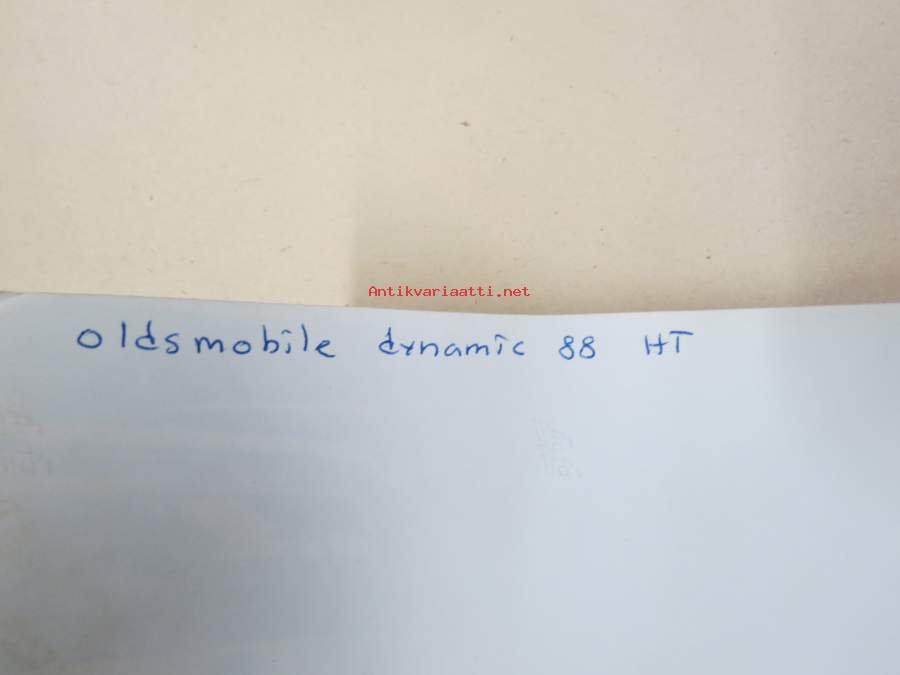 Antikvariaatti.net
oldsmobile dynamic 88 HT